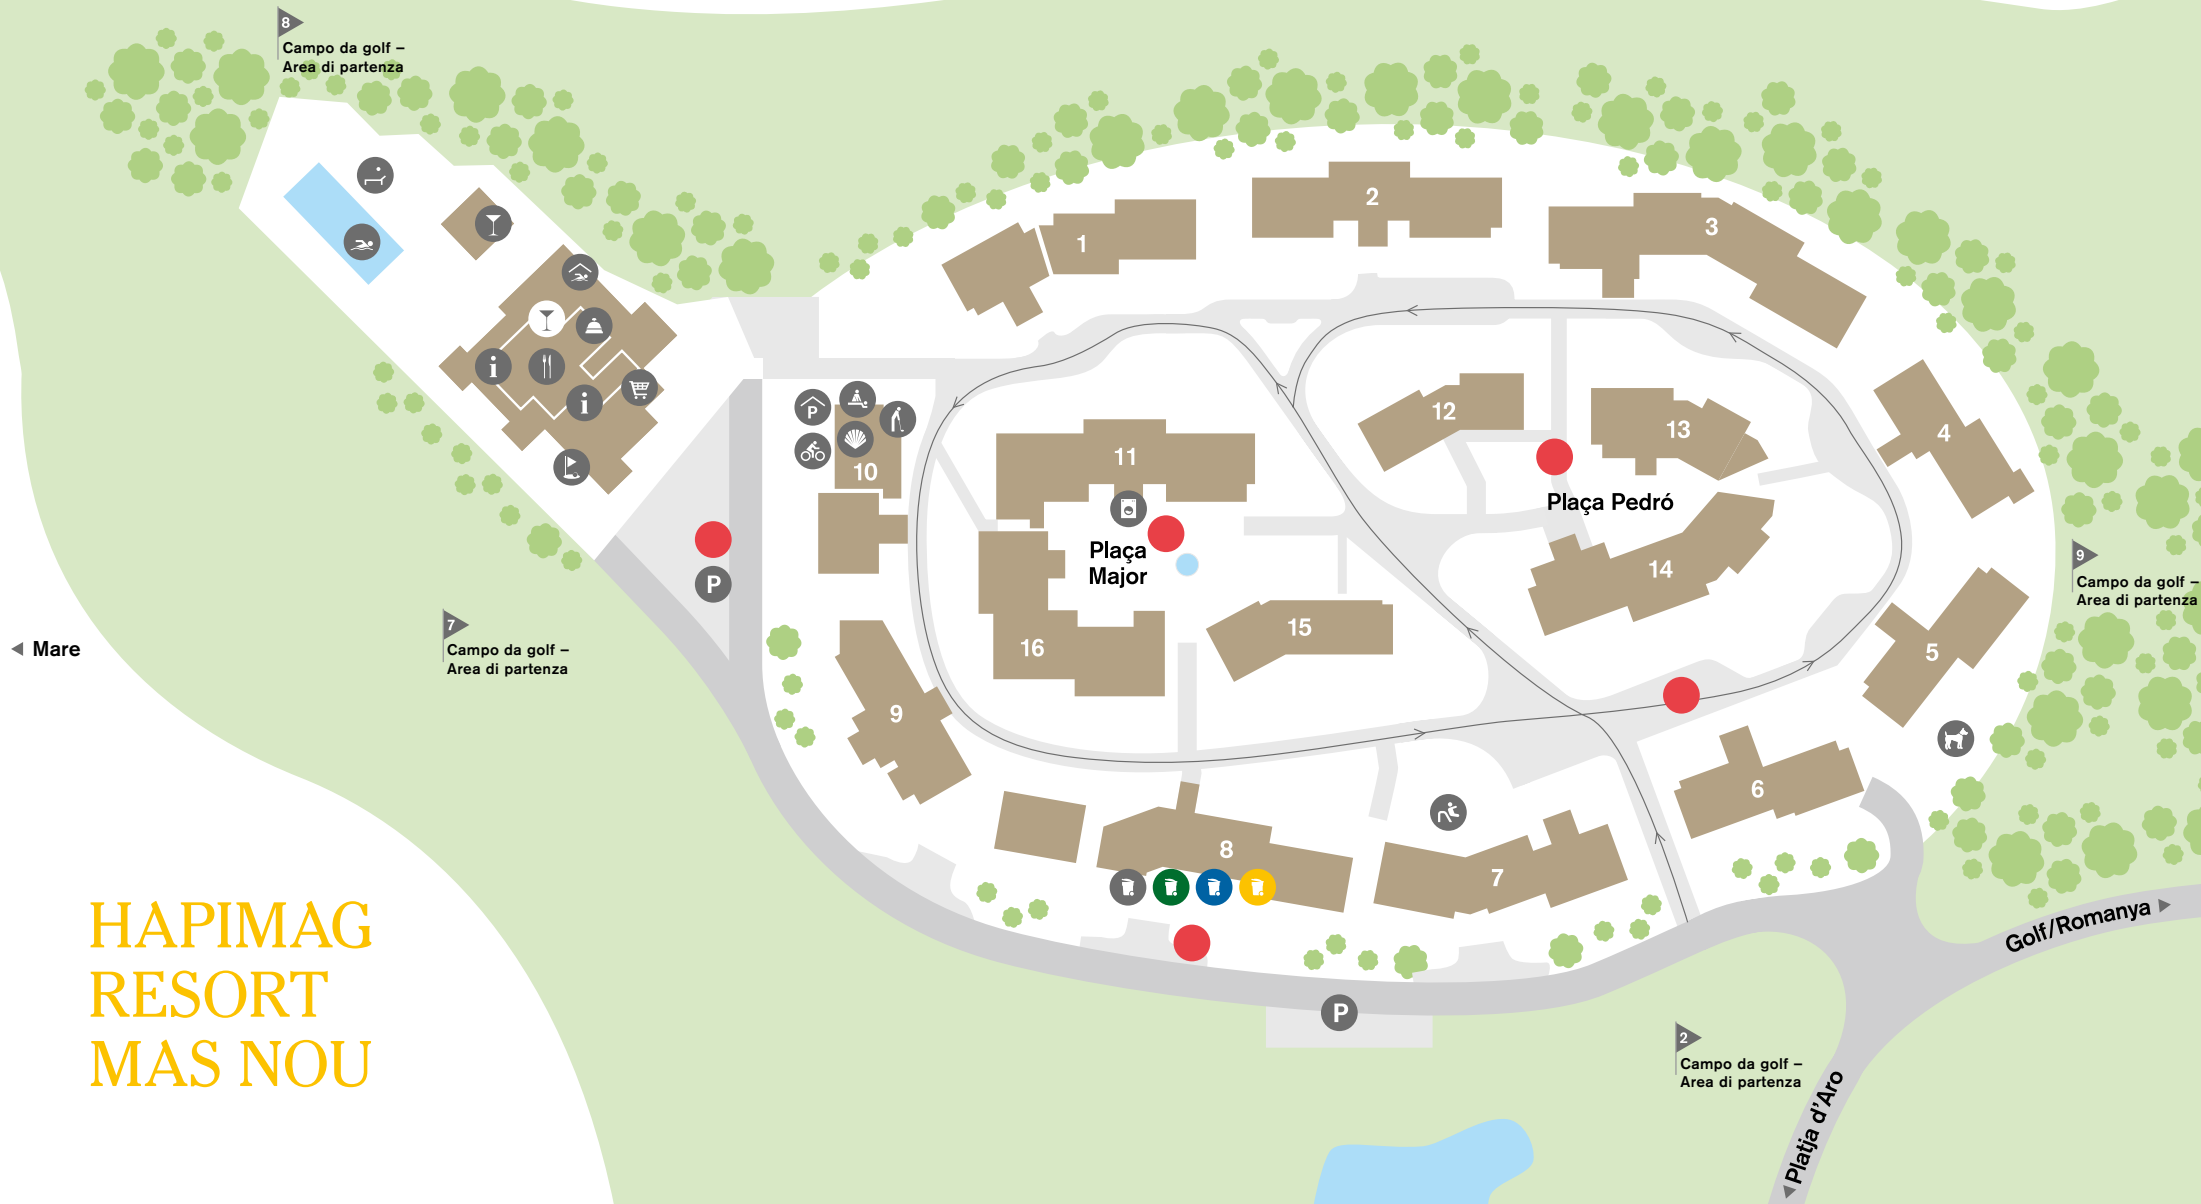 8
Campo da golf –
Area di partenza
1
2
3
4
5
6
7
8
9
10
11
12
13
14
15
16
i
i
P
P
P
Plaça
Major
Plaça Pedró
9
Campo da golf –
Area di partenza
7
Campo da golf –
Area di partenza
Mare
2
Campo da golf –
Area di partenza
Golf/Romanya
Platja d'Aro
HAPIMAG
RESORT
MAS NOU